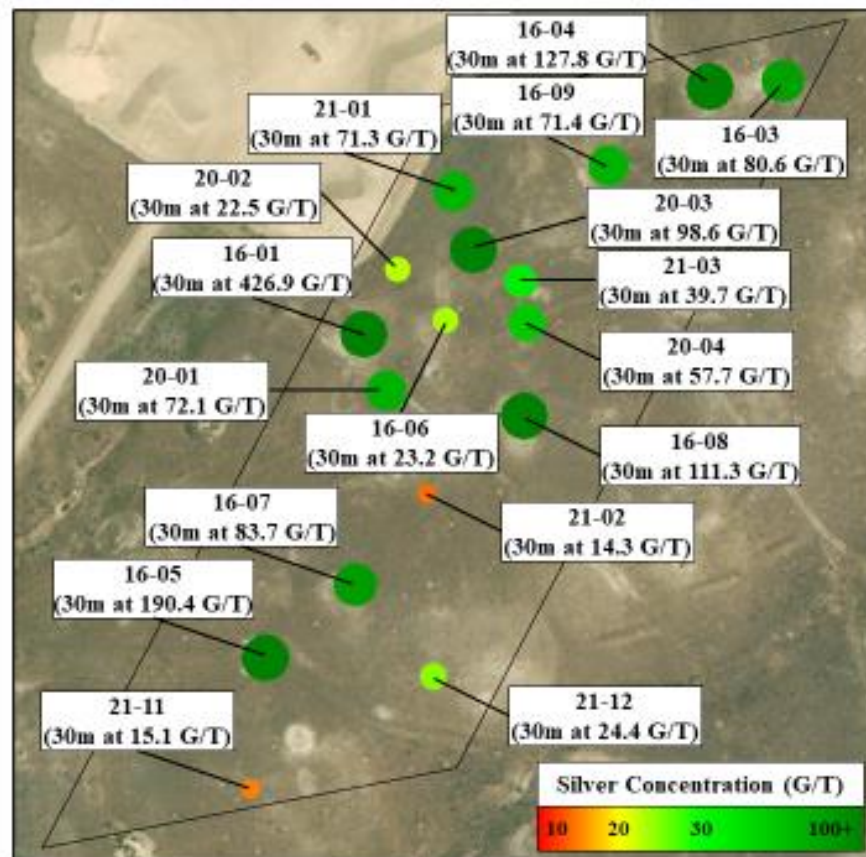 16-04
(30m at 127.8 G/T)
21-01
(30m at 71.3 G/T)
16-09
(30m at 71.4 G/T)
16-03
(30m at 80.6 G/T)
20-02
(30m at 22.5 G/T)
20-03
(30m at 98.6 G/T)
16-01
(30m at 426.9 G/T)
21-03
(30m at 39.7 G/T)
20-01
(30m at 72.1 G/T)
20-04
(30m at 57.7 G/T)
16-06
(30m at 23.2 G/T)
16-08
(30m at 111.3 G/T)
16-07
(30m at 83.7 G/T)
21-02
(30m at 14.3 G/T)
16-05
(30m at 190.4 G/T)
21-11
(30m at 15.1 G/T)
21-12
(30m at 24.4 G/T)
Silver Concentration (G/T)
10 20 30 100+